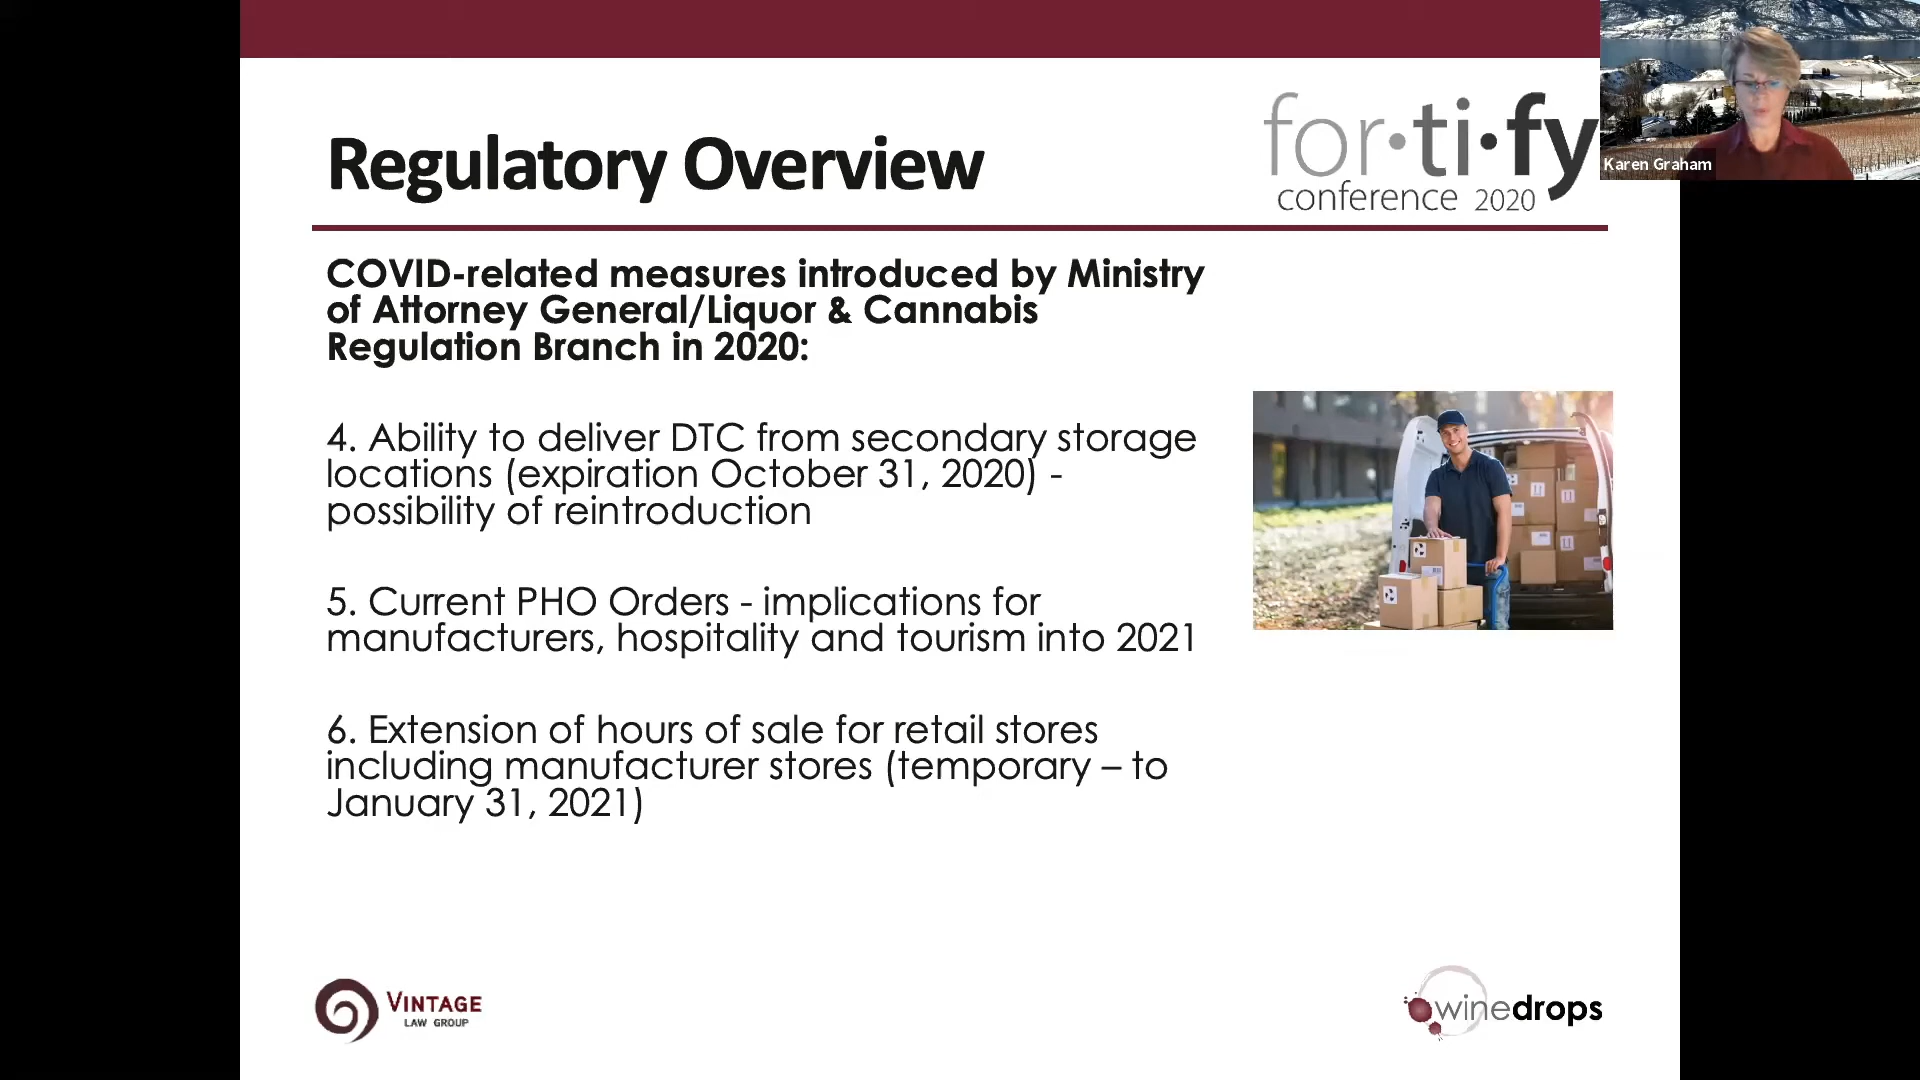 Regulatory Overview
for·ti·fy
conference 2020
Karen Graham
COVID-related measures introduced by Ministry
of Attorney General/Liquor & Cannabis
Regulation Branch in 2020:
4. Ability to deliver DTC from secondary storage
locations (expiration October 31, 2020) -
possibility of reintroduction
5. Current PHO Orders - implications for
manufacturers, hospitality and tourism into 2021
6. Extension of hours of sale for retail stores
including manufacturer stores (temporary – to
January 31, 2021)
VINTAGE
LAW GROUP
winedrops